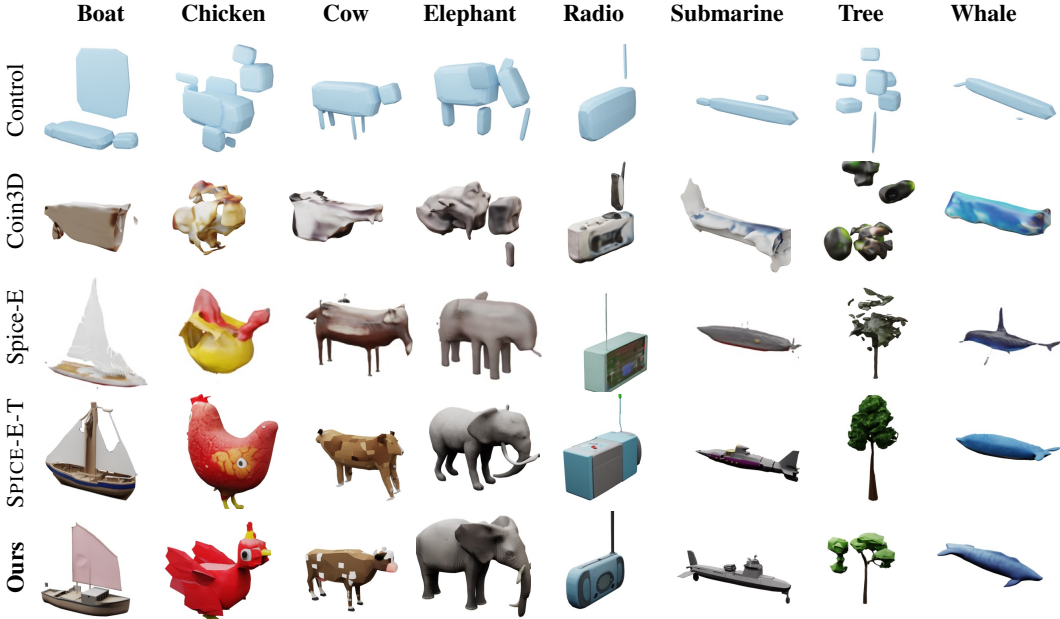 Boat Chicken Cow Elephant Radio Submarine Tree Whale
Control
Coin3D
Spice-E
SPICE-E-T
Ours